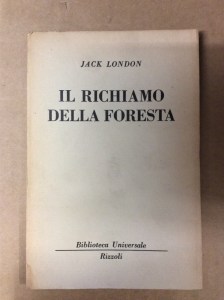 JACK LONDON
IL RICHIAMO
DELLA FORESTA
Biblioteca Universale
Rizzoli